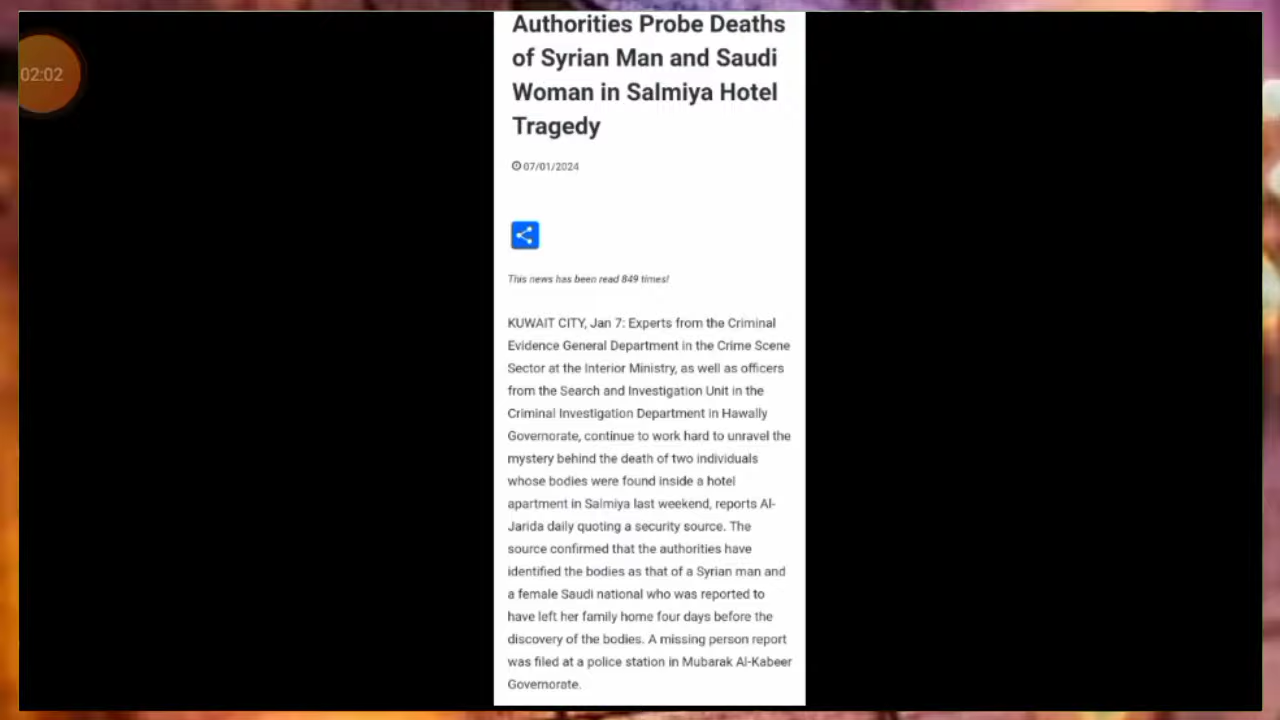 02:02
Authorities Probe Deaths
of Syrian Man and Saudi
Woman in Salmiya Hotel
Tragedy
07/01/2024
This news has been read 849 times!
KUWAIT CITY, Jan 7: Experts from the Criminal
Evidence General Department in the Crime Scene
Sector at the Interior Ministry, as well as officers
from the Search and Investigation Unit in the
Criminal Investigation Department in Hawally
Governorate, continue to work hard to unravel the
mystery behind the death of two individuals
whose bodies were found inside a hotel
apartment in Salmiya last weekend, reports Al-
Jarida daily quoting a security source. The
source confirmed that the authorities have
identified the bodies as that of a Syrian man and
a female Saudi national who was reported to
have left her family home four days before the
discovery of the bodies. A missing person report
was filed at a police station in Mubarak Al-Kabeer
Governorate.